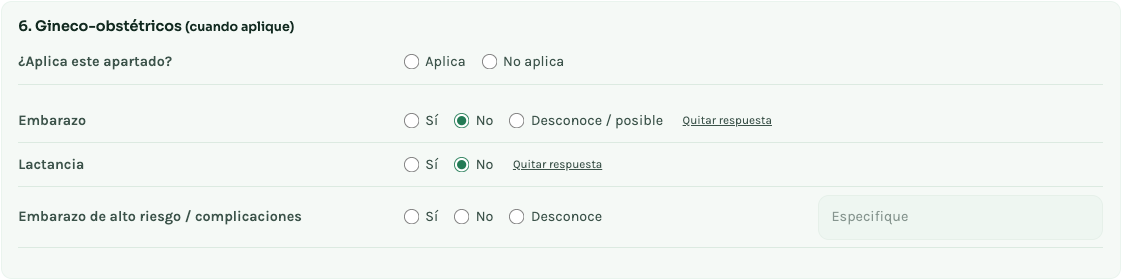 6. Gineco-obstétricos (cuando aplique)
¿Aplica este apartado? Aplica No aplica
Embarazo Sí No Desconoce / posible Quitar respuesta
Lactancia Sí No Quitar respuesta
Embarazo de alto riesgo / complicaciones Sí No Desconoce Especifique